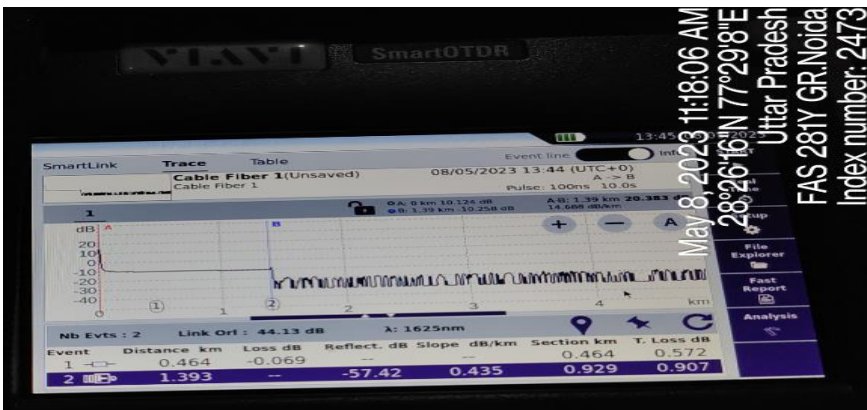 VIAVI SmartOTDR
13:45
2023
SmartLink Trace Table Event line Info
Cable Fiber 1(Unsaved) 08/05/2023 13:44 (UTC+0)
Cable Fiber 1 A -> B
Pulse: 100ns 10.0s
1
A: 0 km 10.124 dB A-B: 1.39 km 20.383
B: 1.39 km -10.258 dB 14.668 dB/km
dB A B + − A
20
10
0
-10
-20
-30
-40
1 2
0 1 2 3 4 km
Nb Evts : 2 Link Orl : 44.13 dB λ: 1625nm
Event Distance km Loss dB Reflect. dB Slope dB/km Section km T. Loss dB
1 0.464 -0.069 -- -- 0.464 0.572
2 1.393 -- -57.42 0.435 0.929 0.907
File
Explorer
Fast
Report
Analysis
May 8, 2023 11:18:06 AM
28°26'16"N 77°29'8"E
Uttar Pradesh
FAS 281Y GR.Noida
Index number: 2473